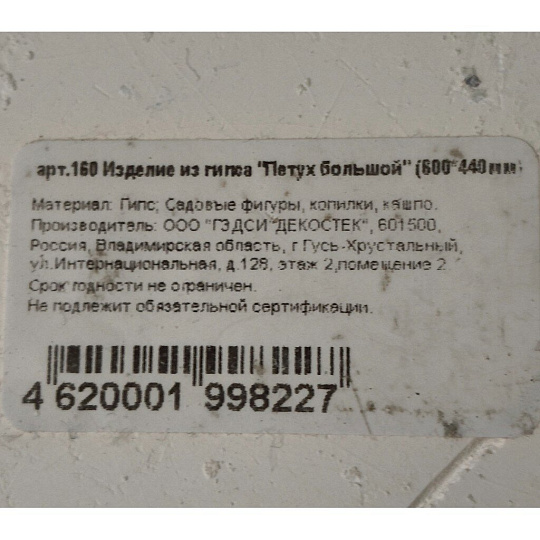 арт.160 Изделие из гипса "Петух большой" (600*440мм)
Материал: Гипс; Садовые фигуры, копилки, кашпо.
Производитель: ООО "ГЭДСИ ДЕКОСТЕК", 601500,
Россия, Владимирская область, г.Гусь-Хрустальный,
ул.Интернациональная, д.128, этаж 2,помещение 2
Срок годности не ограничен.
Не подлежит обязательной сертификации.
4 620001 998227